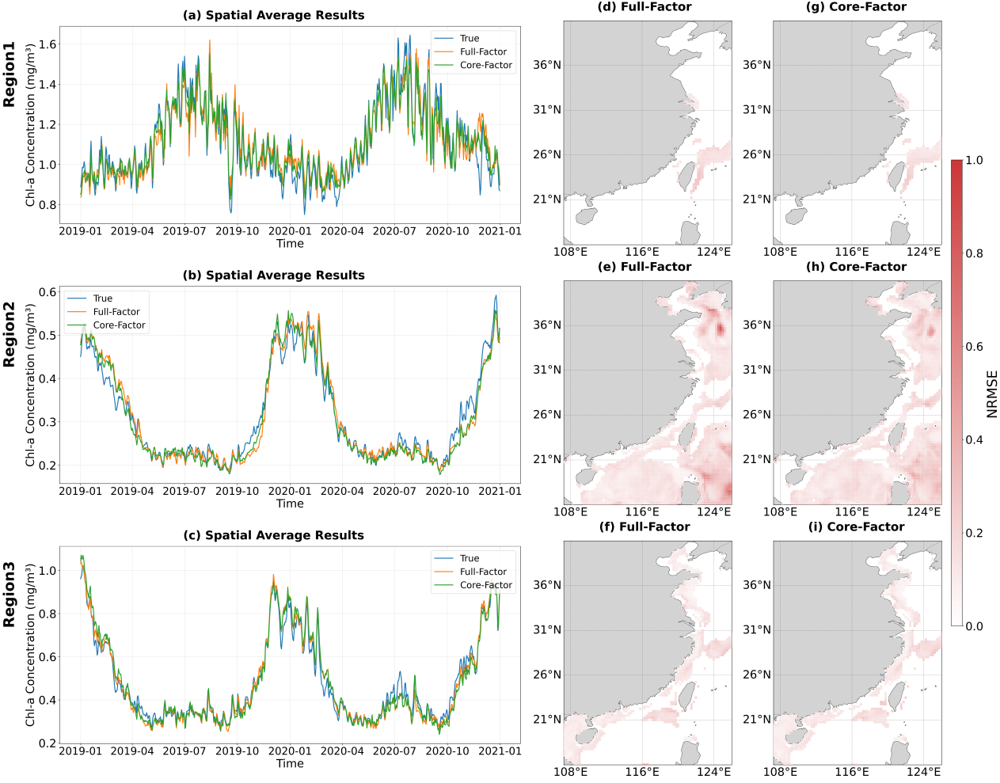 (a) Spatial Average Results
Region1
Chl-a Concentration (mg/m³)
1.6
1.4
1.2
1.0
0.8
True
Full-Factor
Core-Factor
2019-01 2019-04 2019-07 2019-10 2020-01 2020-04 2020-07 2020-10 2021-01
Time
(d) Full-Factor
36°N
31°N
26°N
21°N
108°E 116°E 124°E
(g) Core-Factor
36°N
31°N
26°N
21°N
108°E 116°E 124°E
(b) Spatial Average Results
Region2
Chl-a Concentration (mg/m³)
0.6
0.5
0.4
0.3
0.2
True
Full-Factor
Core-Factor
2019-01 2019-04 2019-07 2019-10 2020-01 2020-04 2020-07 2020-10 2021-01
Time
(e) Full-Factor
36°N
31°N
26°N
21°N
108°E 116°E 124°E
(h) Core-Factor
36°N
31°N
26°N
21°N
108°E 116°E 124°E
(c) Spatial Average Results
Region3
Chl-a Concentration (mg/m³)
1.0
0.8
0.6
0.4
0.2
True
Full-Factor
Core-Factor
2019-01 2019-04 2019-07 2019-10 2020-01 2020-04 2020-07 2020-10 2021-01
Time
(f) Full-Factor
36°N
31°N
26°N
21°N
108°E 116°E 124°E
(i) Core-Factor
36°N
31°N
26°N
21°N
108°E 116°E 124°E
1.0
0.8
0.6
0.4
0.2
0.0
NRMSE